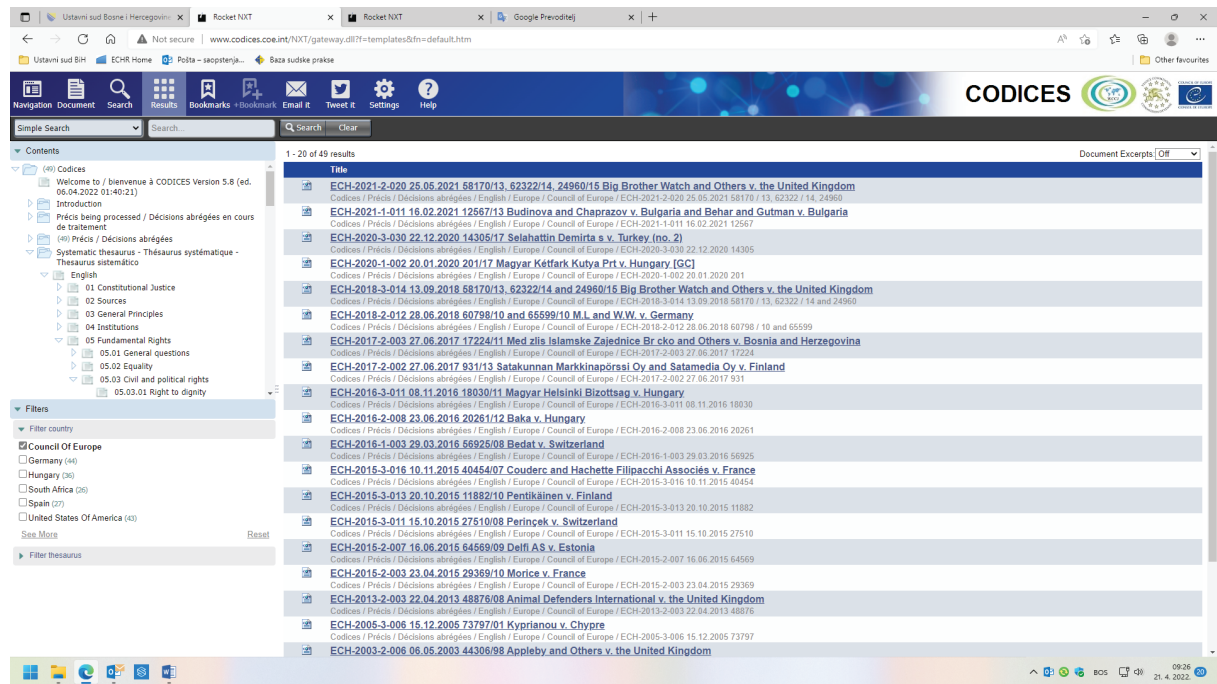 Ustavni sud Bosne i Hercegovine
Rocket NXT
Rocket NXT
Google Prevoditelj
Not secure | www.codices.coe.int/NXT/gateway.dll?f=templates&fn=default.htm
Ustavni sud BiH
ECHR Home
Pošta – saopstenja...
Baza sudske prakse
Other favourites
Navigation Document Search Results Bookmarks +Bookmark Email it Tweet it Settings Help
CODICES
Simple Search
Search...
Search
Clear
Contents
(49) Codices
Welcome to / bienvenue à CODICES Version 5.8 (ed.
06.04.2022 01:40:21)
Introduction
Précis being processed / Décisions abrégées en cours
de traitement
(49) Précis / Décisions abrégées
Systematic thesaurus - Thésaurus systématique -
Thesaurus sistemático
English
01 Constitutional Justice
02 Sources
03 General Principles
04 Institutions
05 Fundamental Rights
05.01 General questions
05.02 Equality
05.03 Civil and political rights
05.03.01 Right to dignity
Filters
Filter country
Council Of Europe
Germany (44)
Hungary (36)
South Africa (26)
Spain (27)
United States Of America (43)
See More
Reset
Filter thesaurus
1 - 20 of 49 results
Document Excerpts: Off
Title
ECH-2021-2-020 25.05.2021 58170/13, 62322/14, 24960/15 Big Brother Watch and Others v. the United Kingdom
Codices / Précis / Décisions abrégées / English / Europe / Council of Europe / ECH-2021-2-020 25.05.2021 58170 / 13, 62322 / 14, 24960
ECH-2021-1-011 16.02.2021 12567/13 Budinova and Chaprazov v. Bulgaria and Behar and Gutman v. Bulgaria
Codices / Précis / Décisions abrégées / English / Europe / Council of Europe / ECH-2021-1-011 16.02.2021 12567
ECH-2020-3-030 22.12.2020 14305/17 Selahattin Demirta s v. Turkey (no. 2)
Codices / Précis / Décisions abrégées / English / Europe / Council of Europe / ECH-2020-3-030 22.12.2020 14305
ECH-2020-1-002 20.01.2020 201/17 Magyar Kétfark Kutya Prt v. Hungary [GC]
Codices / Précis / Décisions abrégées / English / Europe / Council of Europe / ECH-2020-1-002 20.01.2020 201
ECH-2018-3-014 13.09.2018 58170/13, 62322/14 and 24960/15 Big Brother Watch and Others v. the United Kingdom
Codices / Précis / Décisions abrégées / English / Europe / Council of Europe / ECH-2018-3-014 13.09.2018 58170 / 13, 62322 / 14 and 24960
ECH-2018-2-012 28.06.2018 60798/10 and 65599/10 M.L and W.W. v. Germany
Codices / Précis / Décisions abrégées / English / Europe / Council of Europe / ECH-2018-2-012 28.06.2018 60798 / 10 and 65599
ECH-2017-2-003 27.06.2017 17224/11 Med zlis Islamske Zajednice Br cko and Others v. Bosnia and Herzegovina
Codices / Précis / Décisions abrégées / English / Europe / Council of Europe / ECH-2017-2-003 27.06.2017 17224
ECH-2017-2-002 27.06.2017 931/13 Satakunnan Markkinapörssi Oy and Satamedia Oy v. Finland
Codices / Précis / Décisions abrégées / English / Europe / Council of Europe / ECH-2017-2-002 27.06.2017 931
ECH-2016-3-011 08.11.2016 18030/11 Magyar Helsinki Bizottsag v. Hungary
Codices / Précis / Décisions abrégées / English / Europe / Council of Europe / ECH-2016-3-011 08.11.2016 18030
ECH-2016-2-008 23.06.2016 20261/12 Baka v. Hungary
Codices / Précis / Décisions abrégées / English / Europe / Council of Europe / ECH-2016-2-008 23.06.2016 20261
ECH-2016-1-003 29.03.2016 56925/08 Bedat v. Switzerland
Codices / Précis / Décisions abrégées / English / Europe / Council of Europe / ECH-2016-1-003 29.03.2016 56925
ECH-2015-3-016 10.11.2015 40454/07 Couderc and Hachette Filipacchi Associés v. France
Codices / Précis / Décisions abrégées / English / Europe / Council of Europe / ECH-2015-3-016 10.11.2015 40454
ECH-2015-3-013 20.10.2015 11882/10 Pentikäinen v. Finland
Codices / Précis / Décisions abrégées / English / Europe / Council of Europe / ECH-2015-3-013 20.10.2015 11882
ECH-2015-3-011 15.10.2015 27510/08 Perinçek v. Switzerland
Codices / Précis / Décisions abrégées / English / Europe / Council of Europe / ECH-2015-3-011 15.10.2015 27510
ECH-2015-2-007 16.06.2015 64569/09 Delfi AS v. Estonia
Codices / Précis / Décisions abrégées / English / Europe / Council of Europe / ECH-2015-2-007 16.06.2015 64569
ECH-2015-2-003 23.04.2015 29369/10 Morice v. France
Codices / Précis / Décisions abrégées / English / Europe / Council of Europe / ECH-2015-2-003 23.04.2015 29369
ECH-2013-2-003 22.04.2013 48876/08 Animal Defenders International v. the United Kingdom
Codices / Précis / Décisions abrégées / English / Europe / Council of Europe / ECH-2013-2-003 22.04.2013 48876
ECH-2005-3-006 15.12.2005 73797/01 Kyprianou v. Chypre
Codices / Précis / Décisions abrégées / English / Europe / Council of Europe / ECH-2005-3-006 15.12.2005 73797
ECH-2003-2-006 06.05.2003 44306/98 Appleby and Others v. the United Kingdom
BOS
09:26
21. 4. 2022.
20